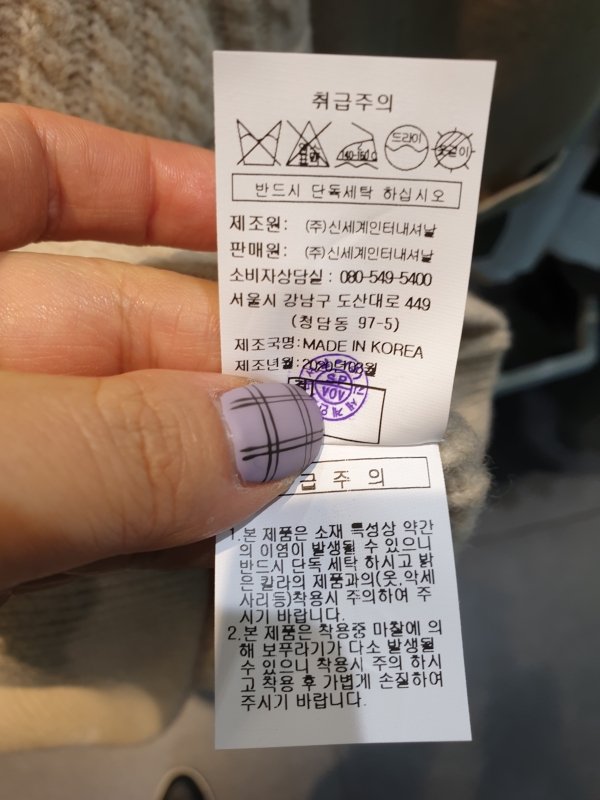 취급주의
드라이
반드시 단독세탁 하십시오
제조원: (주)신세계인터내셔날
판매원: (주)신세계인터내셔날
소비자상담실 : 080-549-5400
서울시 강남구 도산대로 449
(청담동 97-5)
제조국명: MADE IN KOREA
제조년월:
SP
VOV
급 주 의
1.본 제품은 소재 특성상 약간
의 이염이 발생될 수 있으니
반드시 단독 세탁 하시고 밝
은 칼라의 제품과의(옷,악세
사리등)착용시 주의하여 주
시기 바랍니다.
2.본 제품은 착용중 마찰에 의
해 보푸라기가 다소 발생될
수 있으니 착용시 주의 하시
고 착용 후 가볍게 손질하여
주시기 바랍니다.